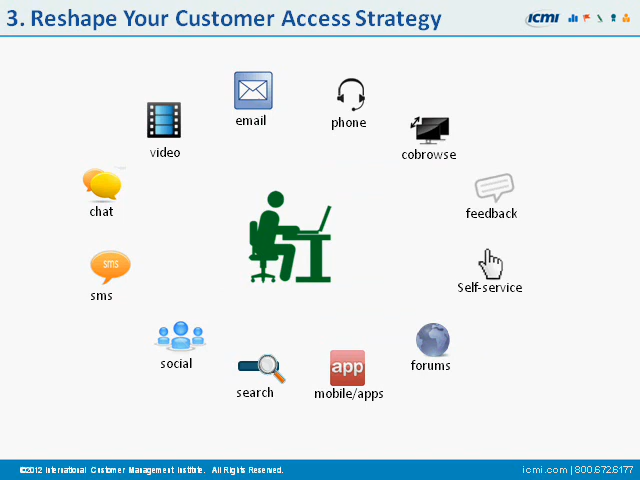 3. Reshape Your Customer Access Strategy
ICMI
email
phone
video
cobrowse
chat
feedback
sms
sms
Self-service
social
search
app
mobile/apps
forums
©2012 International Customer Management Institute. All Rights Reserved.
icmi.com | 800.672.6177